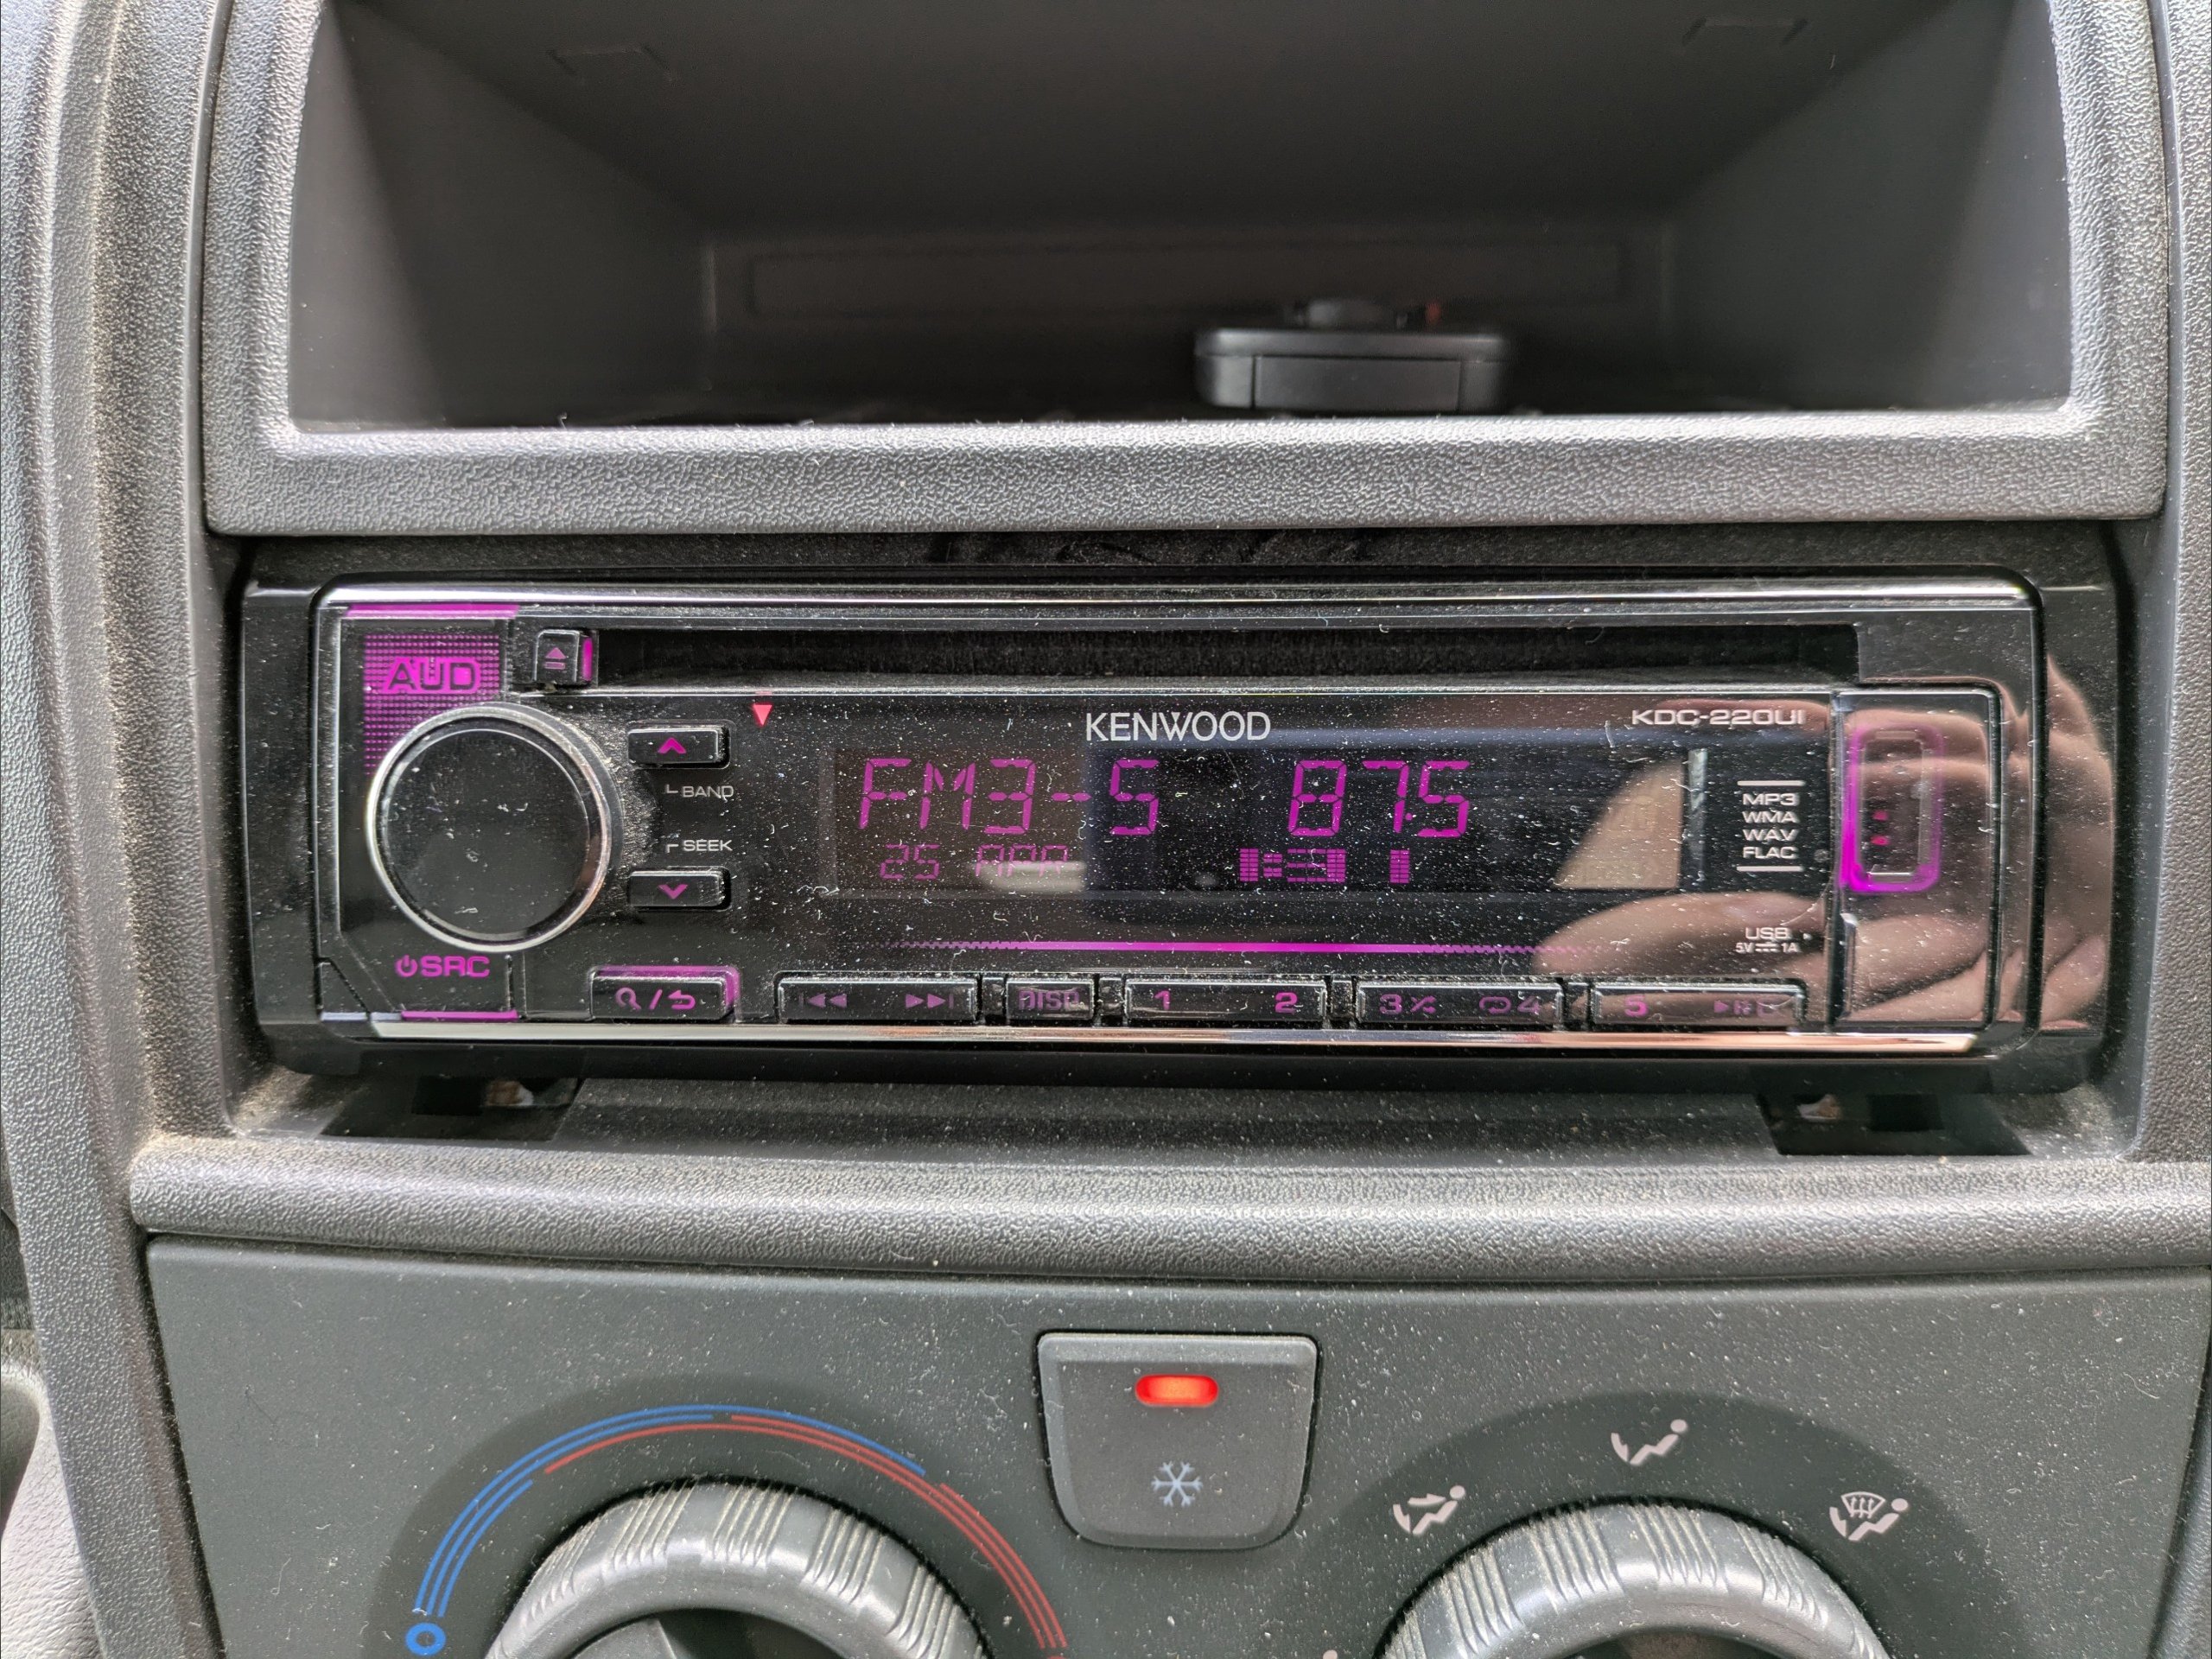 AUD
KENWOOD
KDC-220UI
BAND
SEEK
FM3-5 87.5
25 APR
MP3
WMA
WAV
FLAC
USB
5V 1A
SRC
DISP
1 2
3 4
5